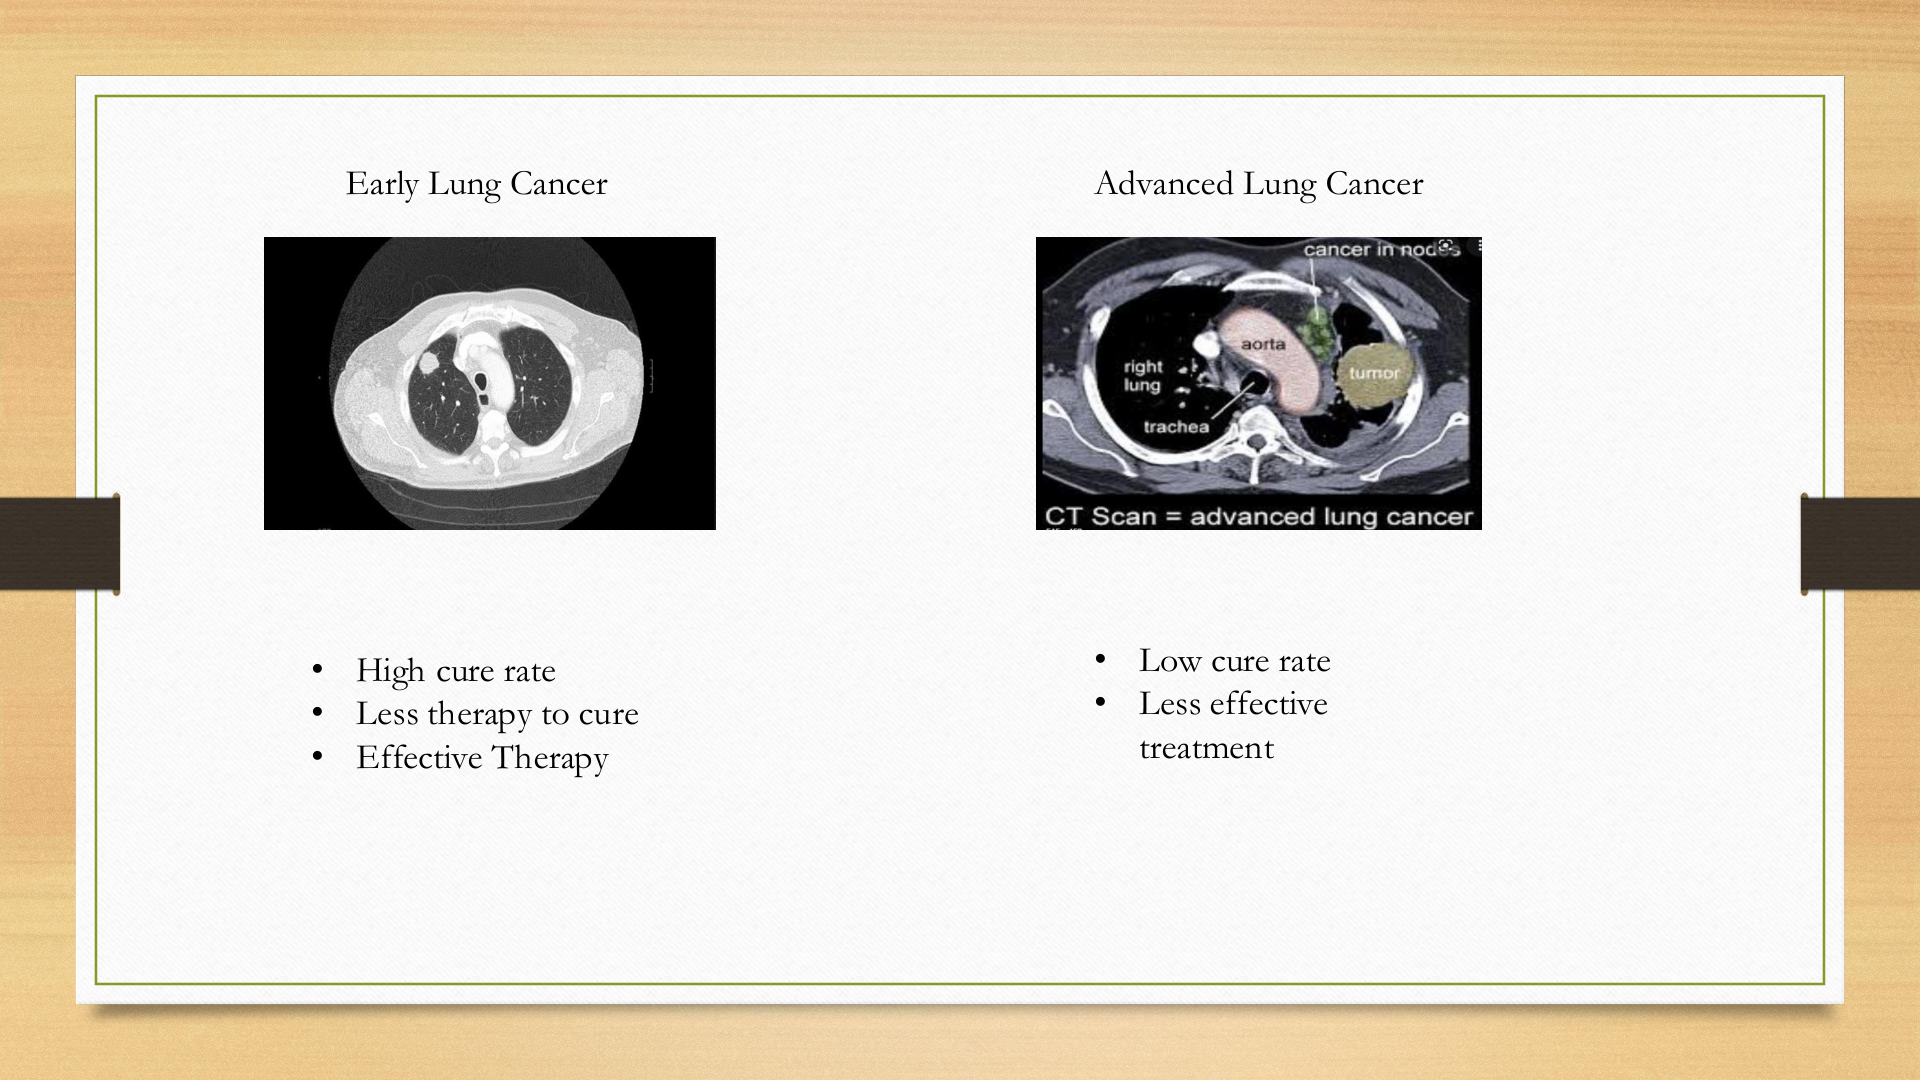 Early Lung Cancer
• High cure rate
• Less therapy to cure
• Effective Therapy
Advanced Lung Cancer
cancer in nodes
aorta
right
lung
tumor
trachea
CT Scan = advanced lung cancer
• Low cure rate
• Less effective
treatment